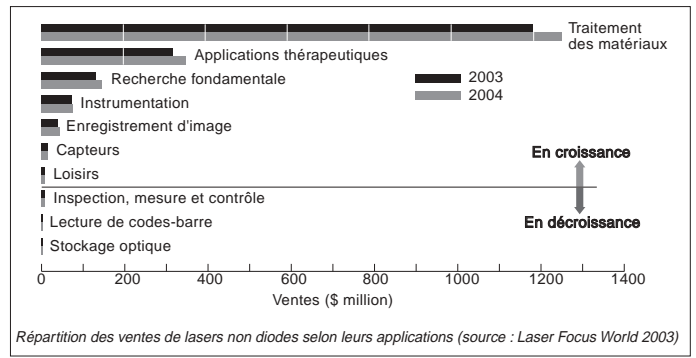 Traitement
des matériaux
Applications thérapeutiques
Recherche fondamentale
2003
2004
Instrumentation
Enregistrement d'image
Capteurs
En croissance
Loisirs
Inspection, mesure et contrôle
Lecture de codes-barre
En décroissance
Stockage optique
0 200 400 600 800 1000 1200 1400
Ventes ($ million)
Répartition des ventes de lasers non diodes selon leurs applications (source : Laser Focus World 2003)